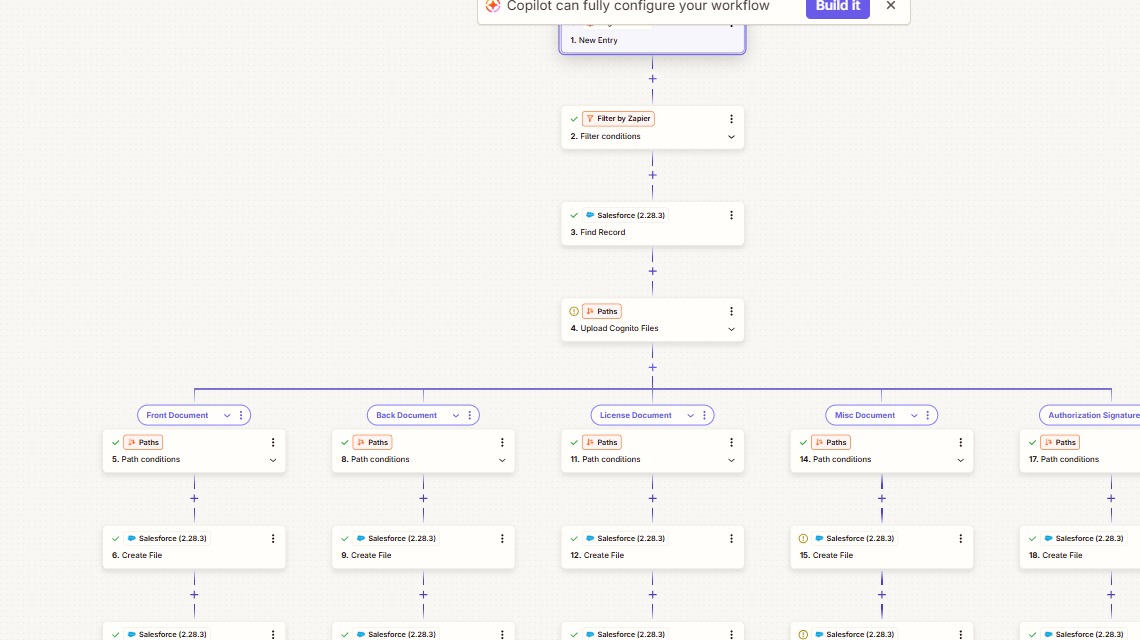 Copilot can fully configure your workflow
Build it
1. New Entry
Filter by Zapier
2. Filter conditions
Salesforce (2.28.3)
3. Find Record
Paths
4. Upload Cognito Files
Front Document
Back Document
License Document
Misc Document
Authorization Signature
Paths
Paths
Paths
Paths
Paths
5. Path conditions
8. Path conditions
11. Path conditions
14. Path conditions
17. Path conditions
Salesforce (2.28.3)
Salesforce (2.28.3)
Salesforce (2.28.3)
Salesforce (2.28.3)
Salesforce (2.28.3)
6. Create File
9. Create File
12. Create File
15. Create File
18. Create File
Salesforce (2.28.3)
Salesforce (2.28.3)
Salesforce (2.28.3)
Salesforce (2.28.3)
Salesforce (2.28.3)